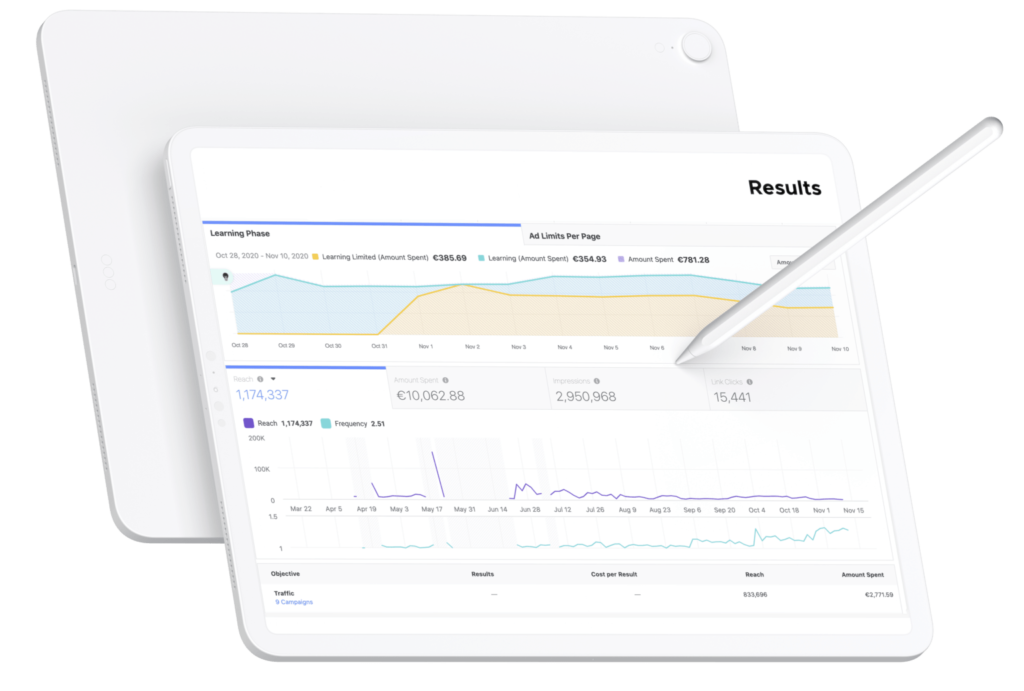 Results
Learning Phase
Ad Limits Per Page
Oct 28, 2020 - Nov 10, 2020 Learning Limited (Amount Spent) €385.69 Learning (Amount Spent) €354.93 Amount Spent €781.28
Oct 28 Oct 29 Oct 30 Oct 31 Nov 1 Nov 2 Nov 3 Nov 4 Nov 5 Nov 6 Nov 8 Nov 9 Nov 10
Reach Amount Spent Impressions Link Clicks
1,174,337 €10,062.88 2,950,968 15,441
Reach 1,174,337 Frequency 2.51
200K
100K
0
Mar 22 Apr 5 Apr 19 May 3 May 17 May 31 Jun 14 Jun 28 Jul 12 Jul 26 Aug 9 Aug 23 Sep 6 Sep 20 Oct 4 Oct 18 Nov 1 Nov 15
1.5
1
Objective Results Cost per Result Reach Amount Spent
Traffic — — 833,696 €2,771.59
9 Campaigns